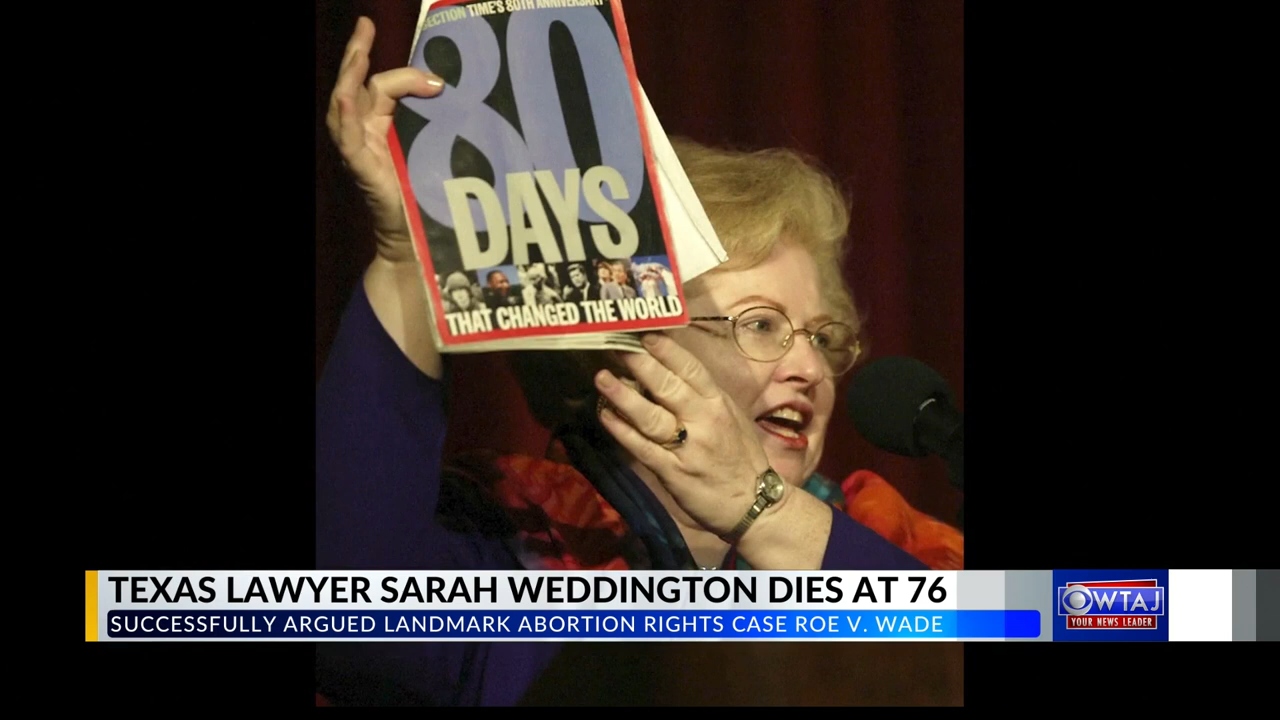 SECTION TIME'S 80TH ANNIVERSARY
80
DAYS
THAT CHANGED THE WORLD
TEXAS LAWYER SARAH WEDDINGTON DIES AT 76
SUCCESSFULLY ARGUED LANDMARK ABORTION RIGHTS CASE ROE V. WADE
WTAJ
YOUR NEWS LEADER